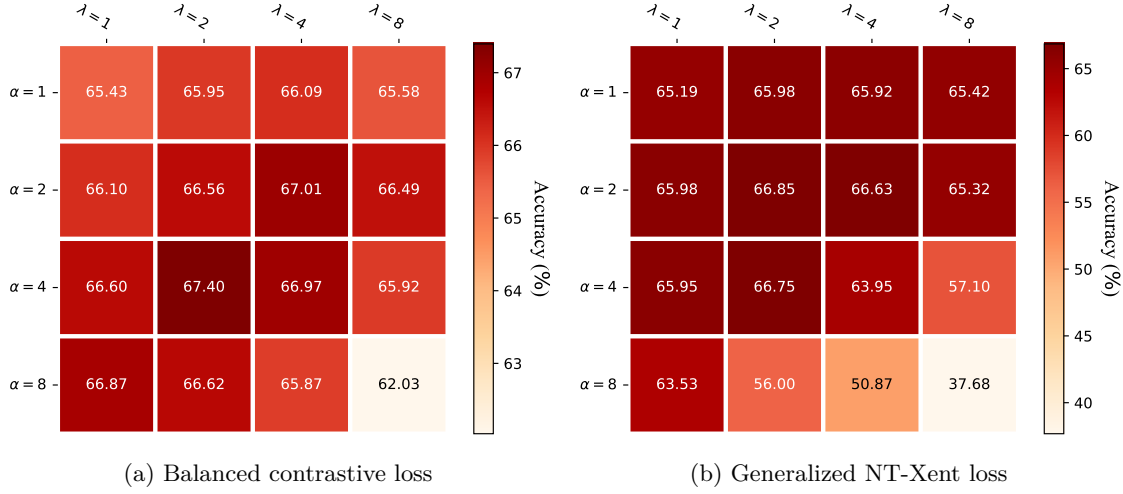 λ = 1 λ = 2 λ = 4 λ = 8
α = 1 65.43 65.95 66.09 65.58
α = 2 66.10 66.56 67.01 66.49
α = 4 66.60 67.40 66.97 65.92
α = 8 66.87 66.62 65.87 62.03
67
66
65
64
63
Accuracy (%)
(a) Balanced contrastive loss
λ = 1 λ = 2 λ = 4 λ = 8
α = 1 65.19 65.98 65.92 65.42
α = 2 65.98 66.85 66.63 65.32
α = 4 65.95 66.75 63.95 57.10
α = 8 63.53 56.00 50.87 37.68
65
60
55
50
45
40
Accuracy (%)
(b) Generalized NT-Xent loss